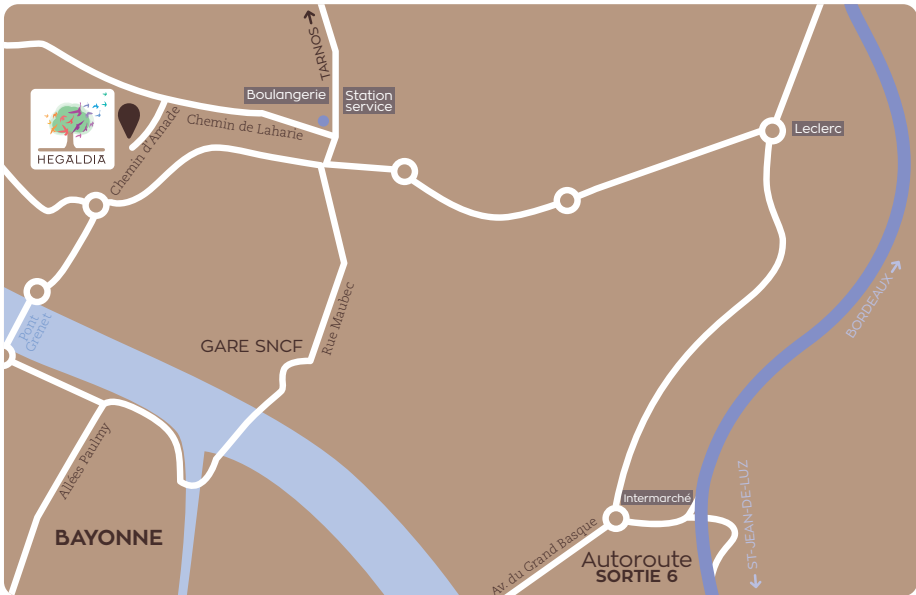 TARNOS
Boulangerie
Station
service
Chemin de Laharie
Chemin d'Amade
HEGALDIA
Leclerc
BORDEAUX
Pont
Grenet
GARE SNCF
Rue Maubec
Allées Paulmy
BAYONNE
Intermarché
ST-JEAN-DE-LUZ
Av. du Grand Basque
Autoroute
SORTIE 6